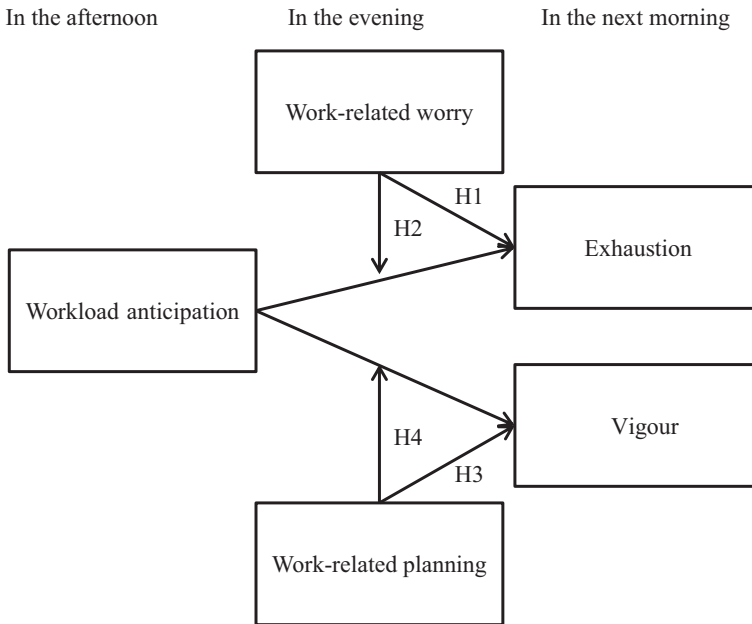 In the afternoon
In the evening
In the next morning
Work-related worry
H1
H2
Exhaustion
Workload anticipation
Vigour
H4
H3
Work-related planning